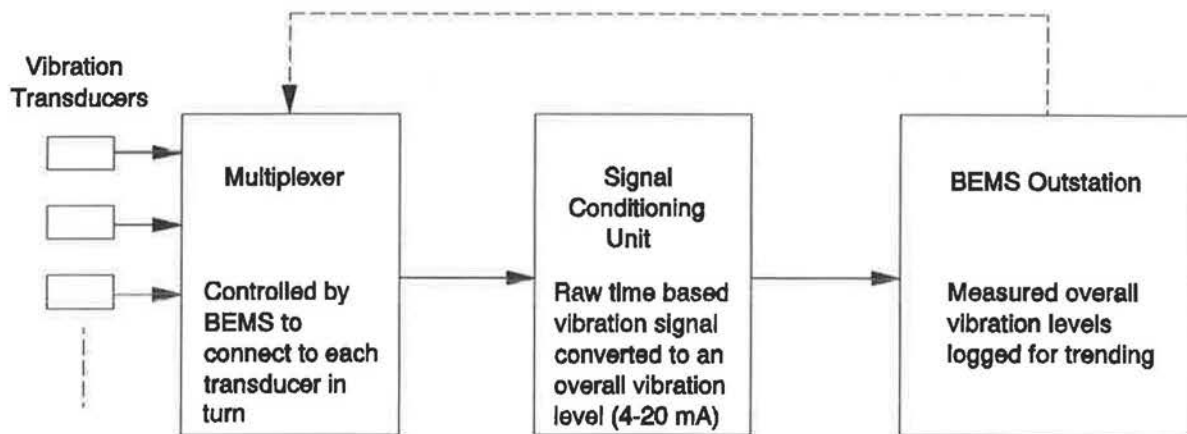 Vibration
Transducers
Multiplexer
Controlled by
BEMS to
connect to each
transducer in
turn
Signal
Conditioning
Unit
Raw time based
vibration signal
converted to an
overall vibration
level (4-20 mA)
BEMS Outstation
Measured overall
vibration levels
logged for trending